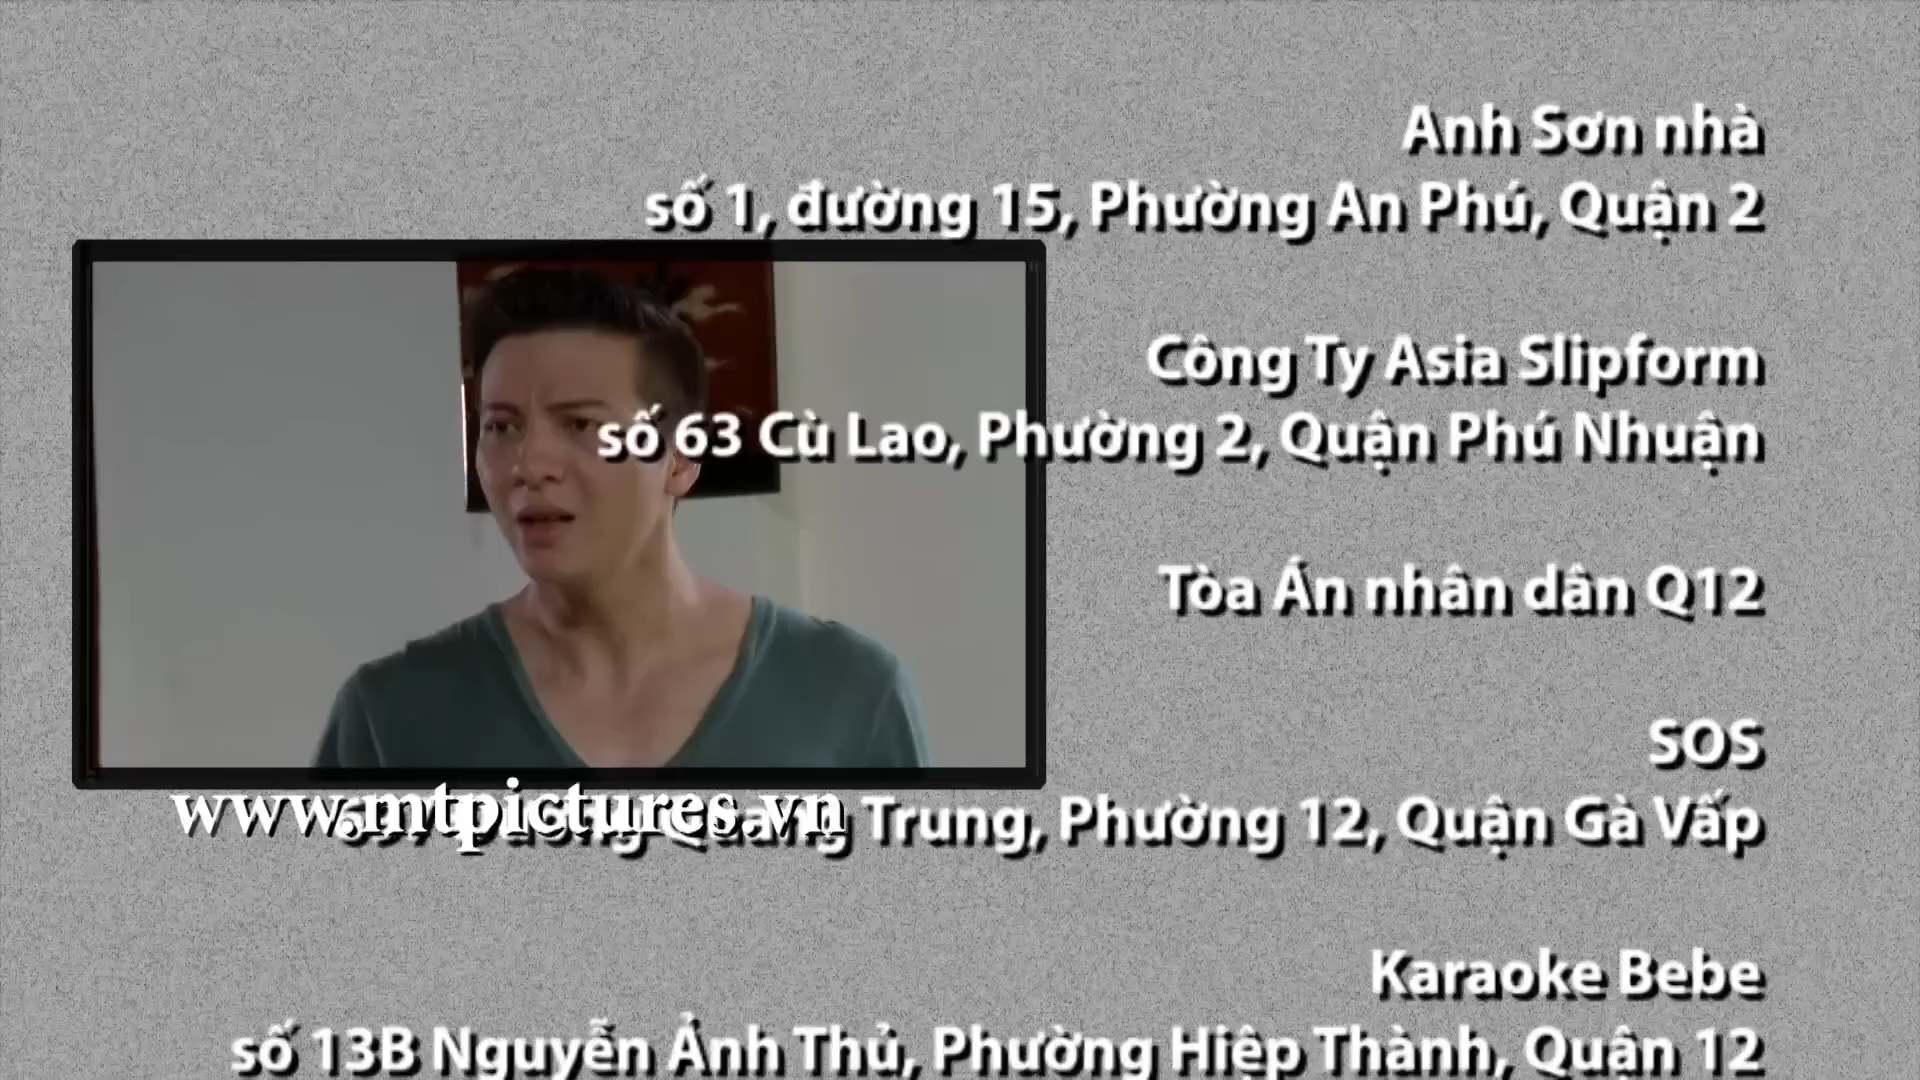 Anh Sơn nhà
số 1, đường 15, Phường An Phú, Quận 2
Công Ty Asia Slipform
số 63 Cù Lao, Phường 2, Quận Phú Nhuận
Tòa Án nhân dân Q12
SOS
www.mtpictures.vn
Quang Trung, Phường 12, Quận Gà Vấp
Karaoke Bebe
số 13B Nguyễn Ảnh Thủ, Phường Hiệp Thành, Quận 12